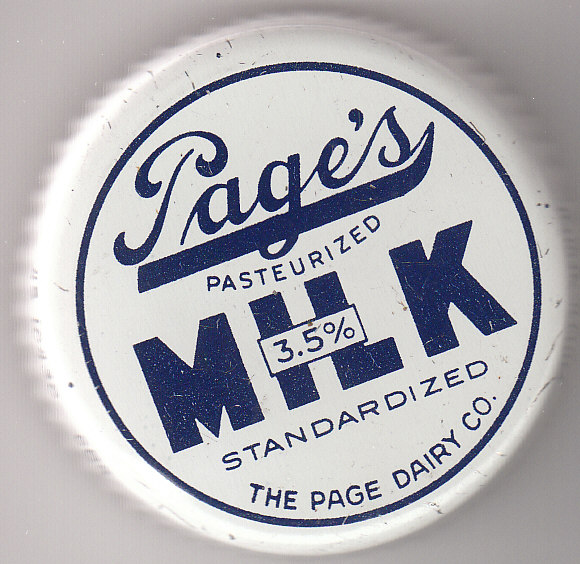 Page's
PASTEURIZED
MILK
3.5%
STANDARDIZED
THE PAGE DAIRY CO.